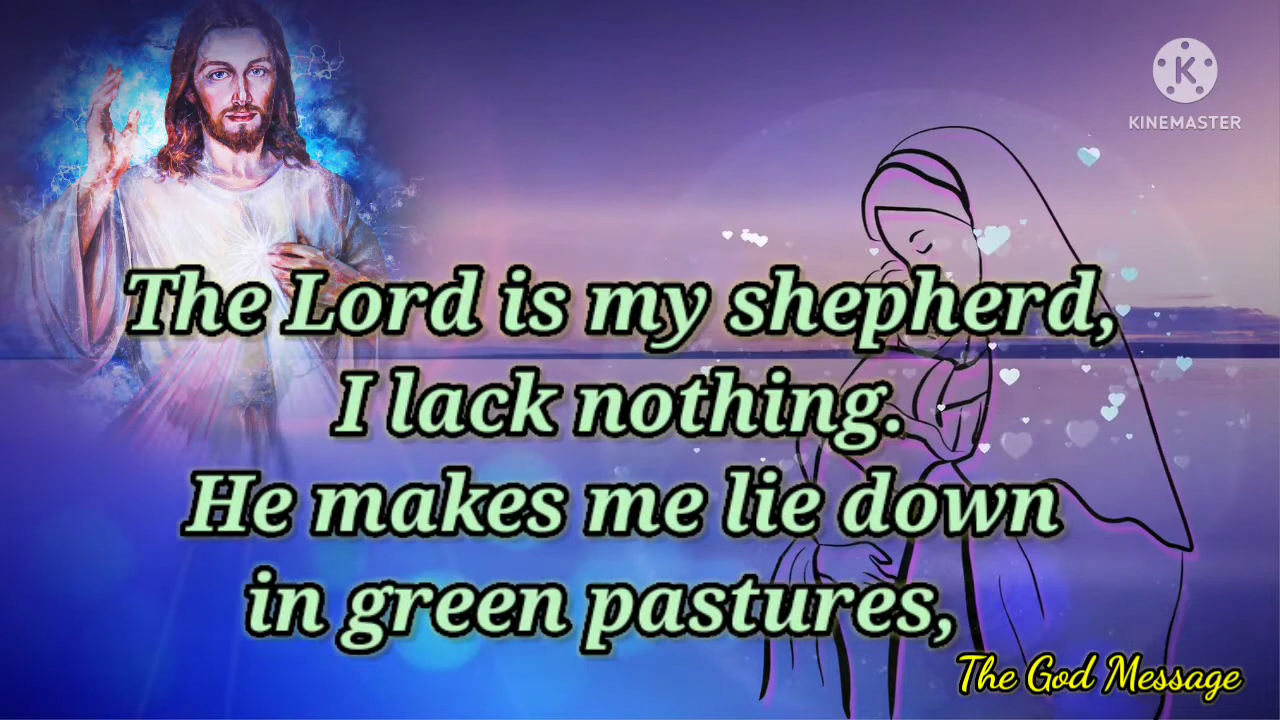 KINEMASTER
The Lord is my shepherd,
I lack nothing.
He makes me lie down
in green pastures,
The God Message